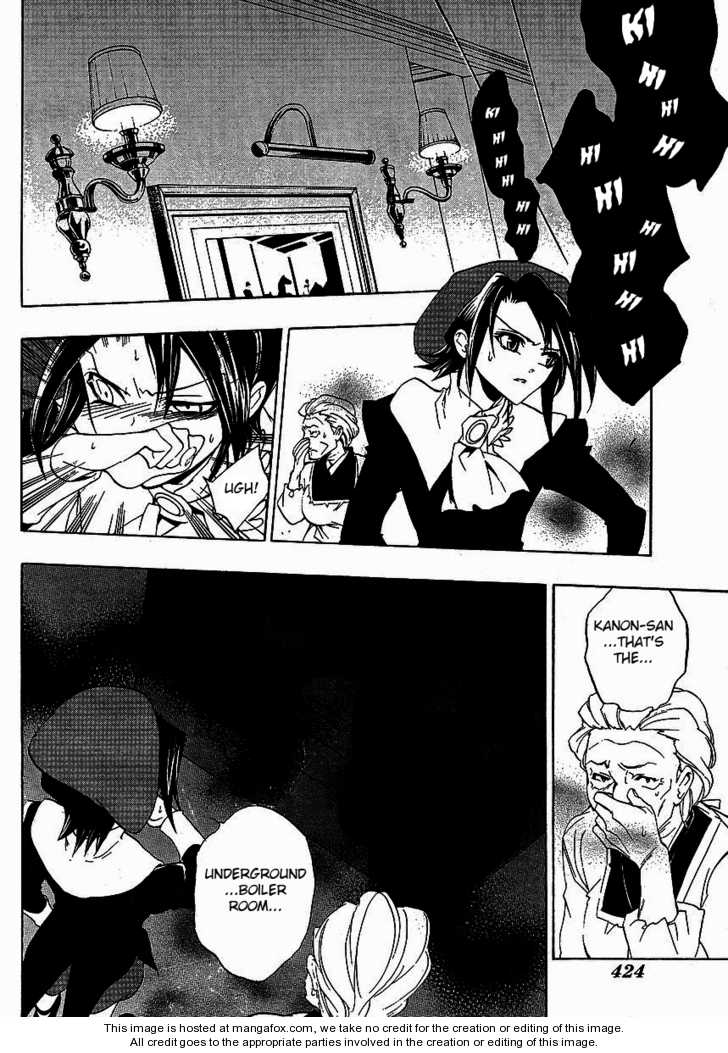 KI
HI
HI
HI
HI
HI
HI
HI
HI
HI
HI
KI
HI
HI
HI
HI
HI
HI
UGH!
KANON-SAN
...THAT'S
THE...
UNDERGROUND
...BOILER
ROOM...
424
This image is hosted at mangafox.com, we take no credit for the creation or editing of this image.
All credit goes to the appropriate parties involved in the creation or editing of this image.